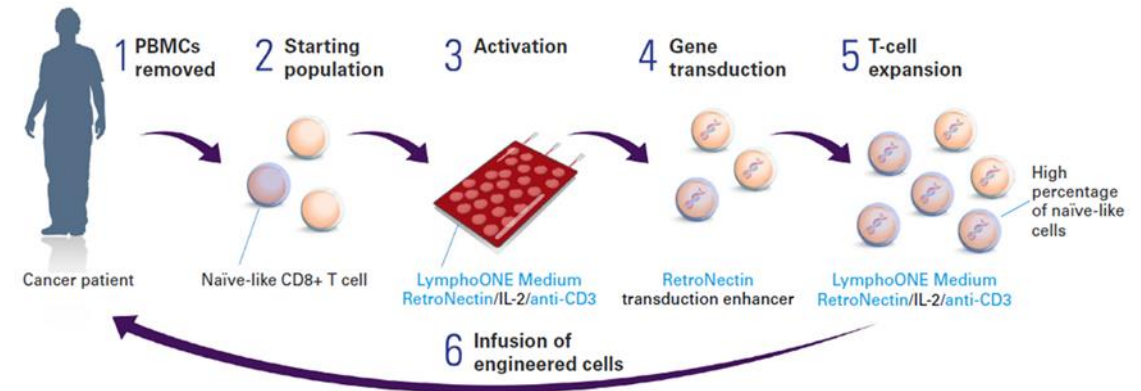 1 PBMCs
removed
2 Starting
population
3 Activation
4 Gene
transduction
5 T-cell
expansion
High
percentage
of naïve-like
cells
Cancer patient
Naïve-like CD8+ T cell
LymphoONE Medium
RetroNectin/IL-2/anti-CD3
RetroNectin
transduction enhancer
LymphoONE Medium
RetroNectin/IL-2/anti-CD3
6 Infusion of
engineered cells